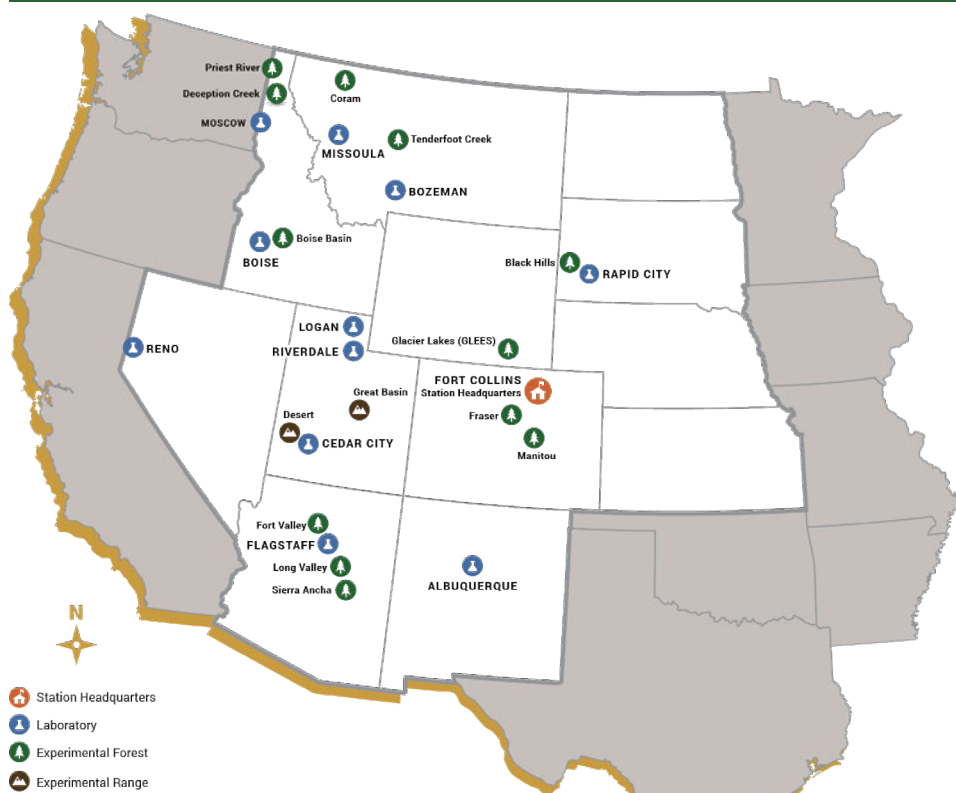 Priest River
Deception Creek
MOSCOW
Coram
MISSOULA
Tenderfoot Creek
BOZEMAN
Boise Basin
BOISE
Black Hills
RAPID CITY
LOGAN
RIVERDALE
RENO
Glacier Lakes (GLEES)
FORT COLLINS
Station Headquarters
Great Basin
Desert
CEDAR CITY
Fraser
Manitou
Fort Valley
FLAGSTAFF
Long Valley
Sierra Ancha
ALBUQUERQUE
N
Station Headquarters
Laboratory
Experimental Forest
Experimental Range